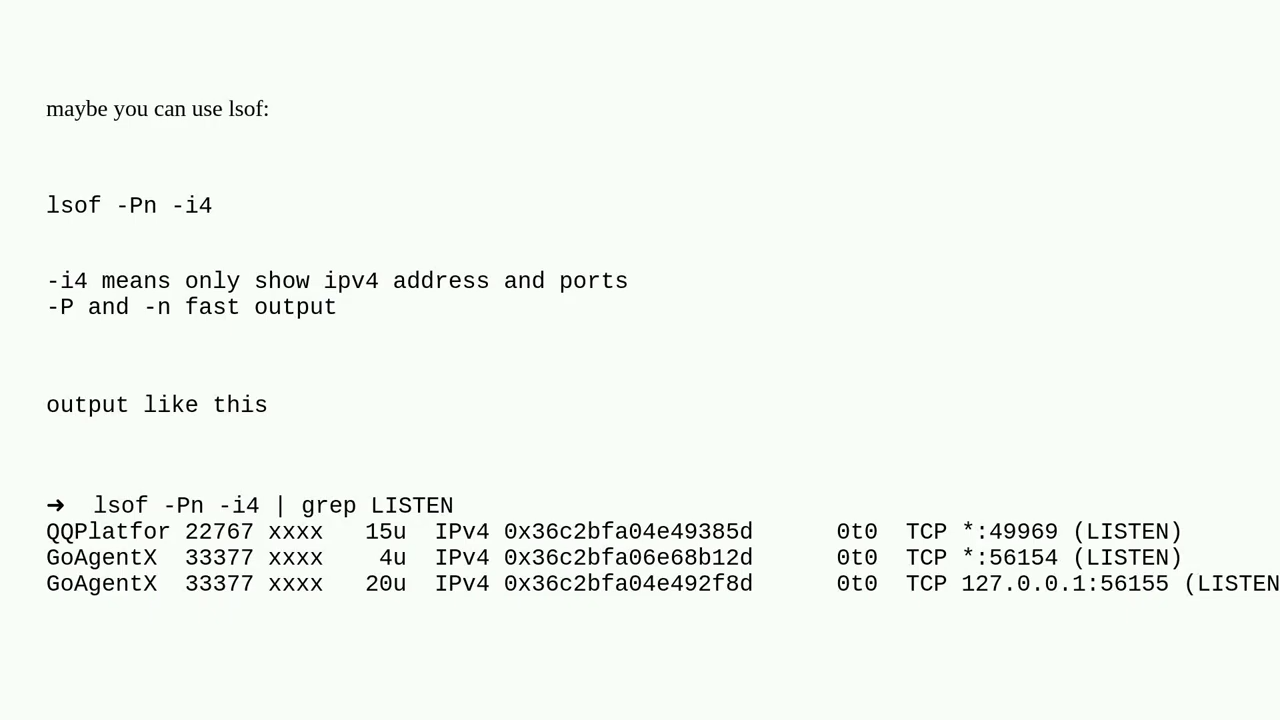 maybe you can use lsof:
lsof -Pn -i4
-i4 means only show ipv4 address and ports
-P and -n fast output
output like this
➜  lsof -Pn -i4 | grep LISTEN
QQPlatfor 22767 xxxx   15u  IPv4 0x36c2bfa04e49385d      0t0  TCP *:49969 (LISTEN)
GoAgentX  33377 xxxx    4u  IPv4 0x36c2bfa06e68b12d      0t0  TCP *:56154 (LISTEN)
GoAgentX  33377 xxxx   20u  IPv4 0x36c2bfa04e492f8d      0t0  TCP 127.0.0.1:56155 (LISTEN